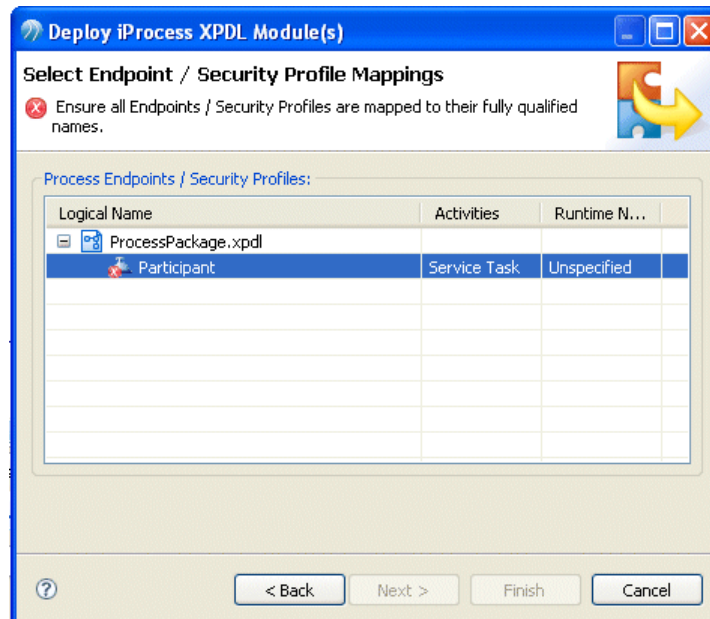 Deploy iProcess XPDL Module(s)
Select Endpoint / Security Profile Mappings
Ensure all Endpoints / Security Profiles are mapped to their fully qualified
names.
Process Endpoints / Security Profiles:
Logical Name Activities Runtime N...
ProcessPackage.xpdl
Participant Service Task Unspecified
< Back Next > Finish Cancel